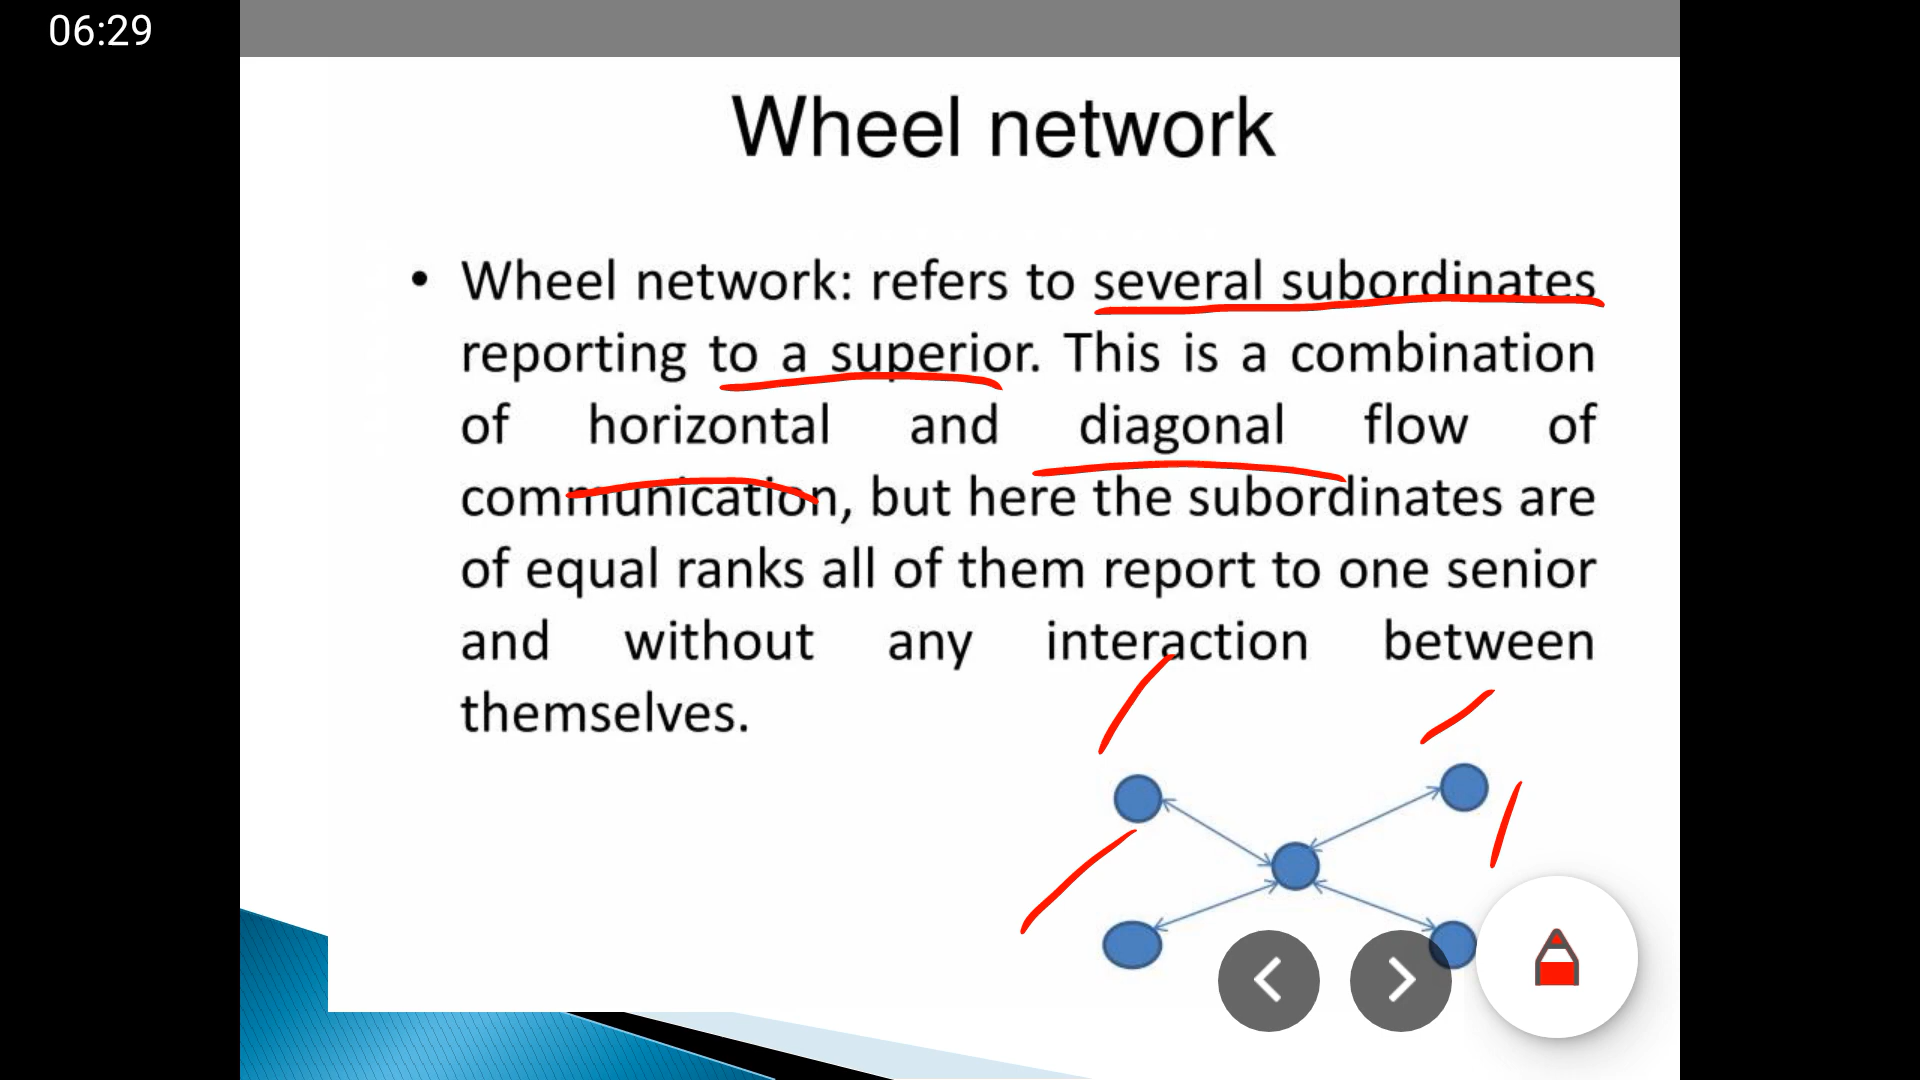 06:29
Wheel network
• Wheel network: refers to several subordinates
reporting to a superior. This is a combination
of horizontal and diagonal flow of
communication, but here the subordinates are
of equal ranks all of them report to one senior
and without any interaction between
themselves.